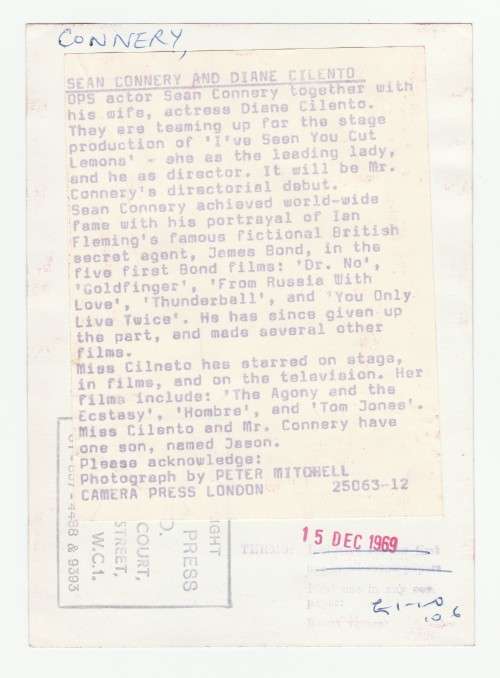 CONNERY,
SEAN CONNERY AND DIANE CILENTO
OPS actor Sean Connery together with
his wife, actress Diane Cilento.
They are teaming up for the stage
production of 'I've Seen You Cut
Lemons' - she as the leading lady,
and he as director. It will be Mr.
Connery's directorial debut.
Sean Connery achieved world-wide
fame with his portrayal of Ian
Fleming's famous fictional British
secret agent, James Bond, in the
five first Bond films: 'Dr. No',
'Goldfinger', 'From Russia With
Love', 'Thunderball', and 'You Only
Live Twice'. He has since given up
the part, and made several other
films.
Miss Cilneto has starred on stage,
in films, and on the television. Her
films include: 'The Agony and the
Ecstasy', 'Hombre', and 'Tom Jones'.
Miss Cilento and Mr. Connery have
one son, named Jason.
Please acknowledge:
Photograph by PETER MITCHELL
CAMERA PRESS LONDON 25063-12
IGHT
PRESS
D.
COURT,
STREET,
W.C.1.
4488 & 9393
15 DEC 1969
10.6